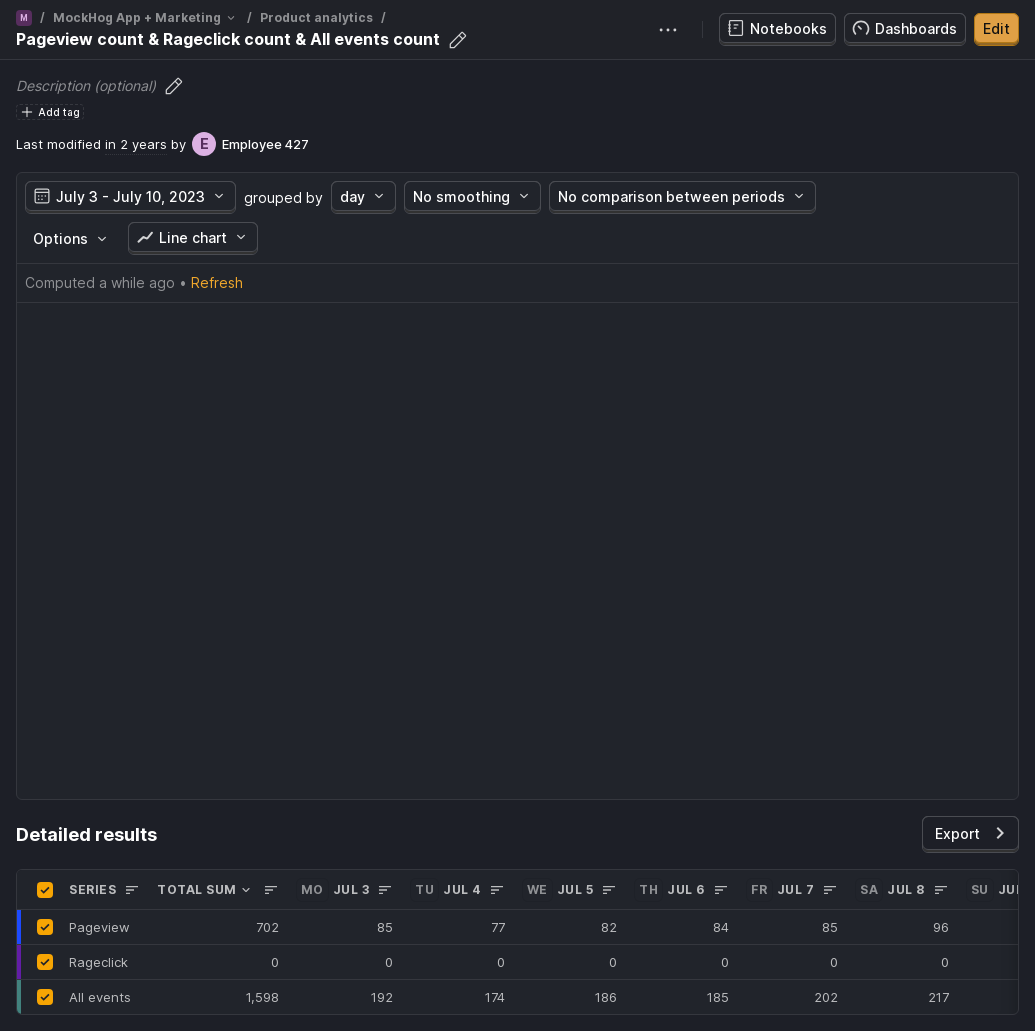 M / MockHog App + Marketing / Product analytics /
Pageview count & Rageclick count & All events count
Notebooks Dashboards Edit
Description (optional)
Add tag
Last modified in 2 years by E Employee 427
July 3 - July 10, 2023 grouped by day No smoothing No comparison between periods
Options Line chart
Computed a while ago • Refresh
Detailed results Export
SERIES TOTAL SUM MO JUL 3 TU JUL 4 WE JUL 5 TH JUL 6 FR JUL 7 SA JUL 8 SU
Pageview 702 85 77 82 84 85 96
Rageclick 0 0 0 0 0 0 0
All events 1,598 192 174 186 185 202 217